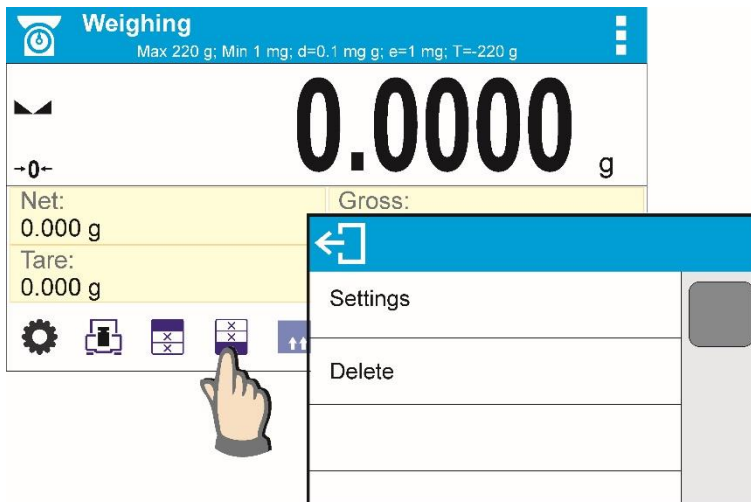 Weighing
Max 220 g; Min 1 mg; d=0.1 mg g; e=1 mg; T=-220 g
0.0000 g
→0←
Net:
0.000 g
Gross:
Tare:
0.000 g
Settings
Delete